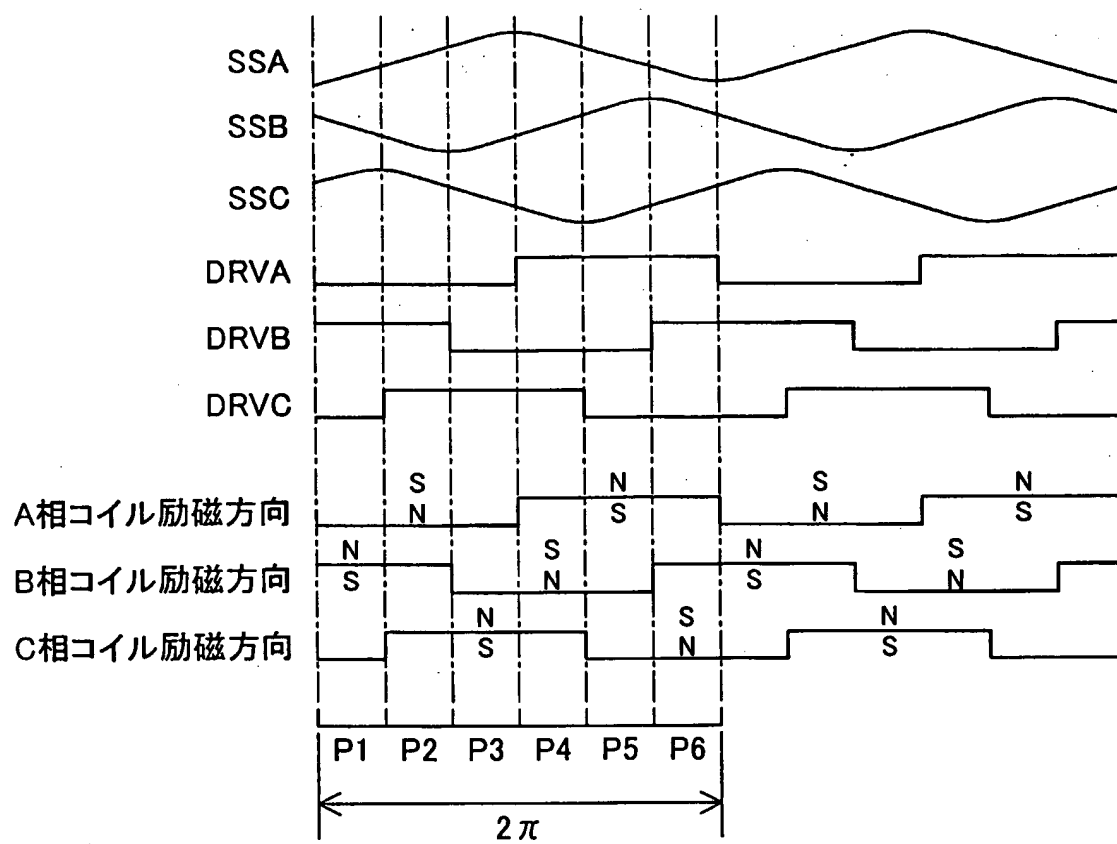 SSA
SSB
SSC
DRVA
DRVB
DRVC
S N S N
A相コイル励磁方向 N S N S
N S N S
B相コイル励磁方向 S N S N
N S N
C相コイル励磁方向 S N S
P1 P2 P3 P4 P5 P6
2π